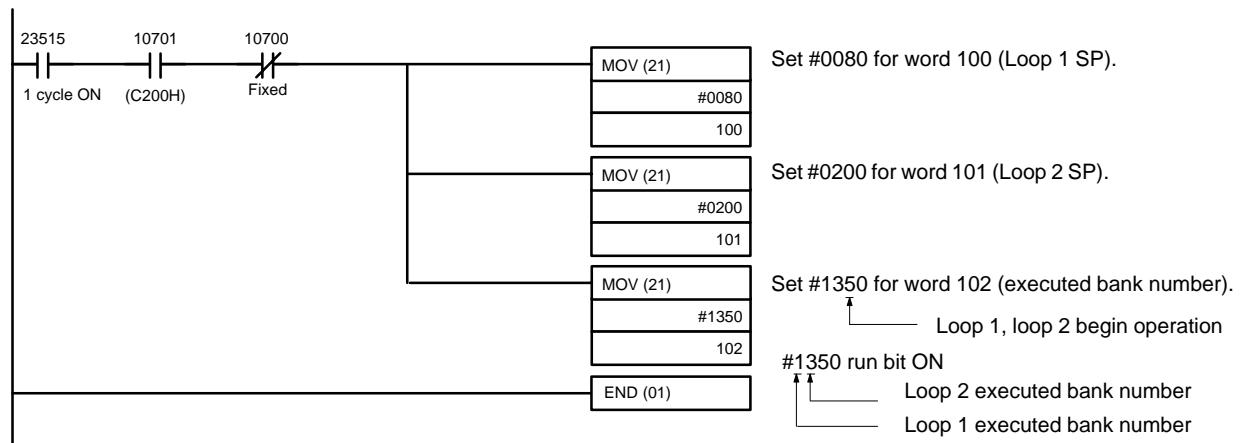 23515 10701 10700
1 cycle ON (C200H) Fixed
MOV (21)
#0080
100
Set #0080 for word 100 (Loop 1 SP).
MOV (21)
#0200
101
Set #0200 for word 101 (Loop 2 SP).
MOV (21)
#1350
102
Set #1350 for word 102 (executed bank number).
Loop 1, loop 2 begin operation
#1350 run bit ON
Loop 2 executed bank number
Loop 1 executed bank number
END (01)